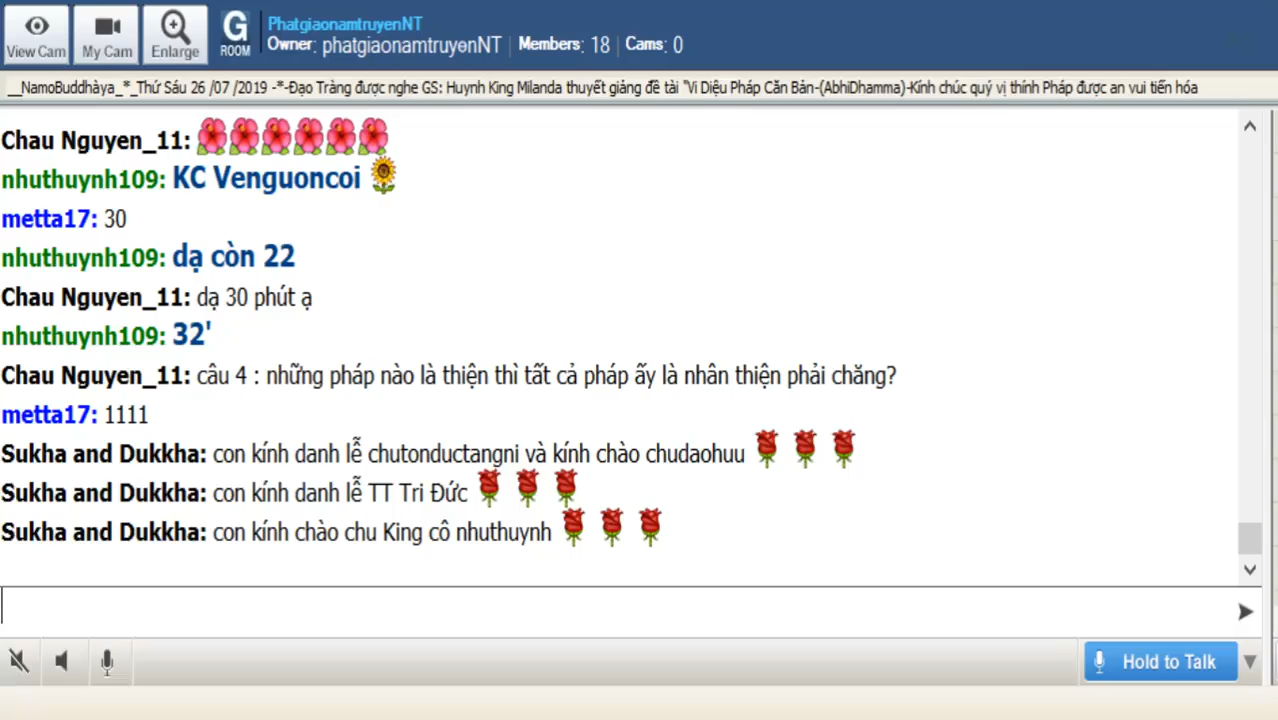 PhatgiaonamtruyenNT
View Cam
My Cam
Enlarge
G
ROOM
Owner: phatgiaonamtruyenNT | Members: 18 | Cams: 0
__NamoBuddhàya_*_Thứ Sáu 26 /07 /2019 -*-Đạo Tràng được nghe GS: Huynh King Milanda thuyết giảng đề tài "Vi Diệu Pháp Căn Bản-(AbhiDhamma)-Kính chúc quý vị thính Pháp được an vui tiến hóa
Chau Nguyen_11:
nhuthuynh109: KC Venguoncoi
metta17: 30
nhuthuynh109: dạ còn 22
Chau Nguyen_11: dạ 30 phút ạ
nhuthuynh109: 32'
Chau Nguyen_11: câu 4 : những pháp nào là thiện thì tất cả pháp ấy là nhân thiện phải chăng?
metta17: 1111
Sukha and Dukkha: con kính danh lễ chutonductangni và kính chào chudaohuu
Sukha and Dukkha: con kính danh lễ TT Tri Đức
Sukha and Dukkha: con kính chào chu King cô nhuthuynh
Hold to Talk